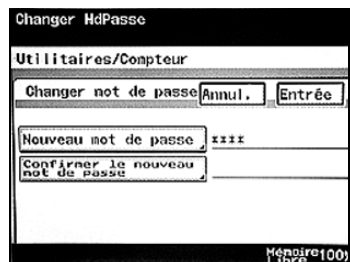 Changer MdPasse
Utilitaires/Compteur
Changer mot de passe Annul. Entrée
Nouveau mot de passe ****
Confirmer le nouveau
mot de passe
Mémoire 100%
Libre